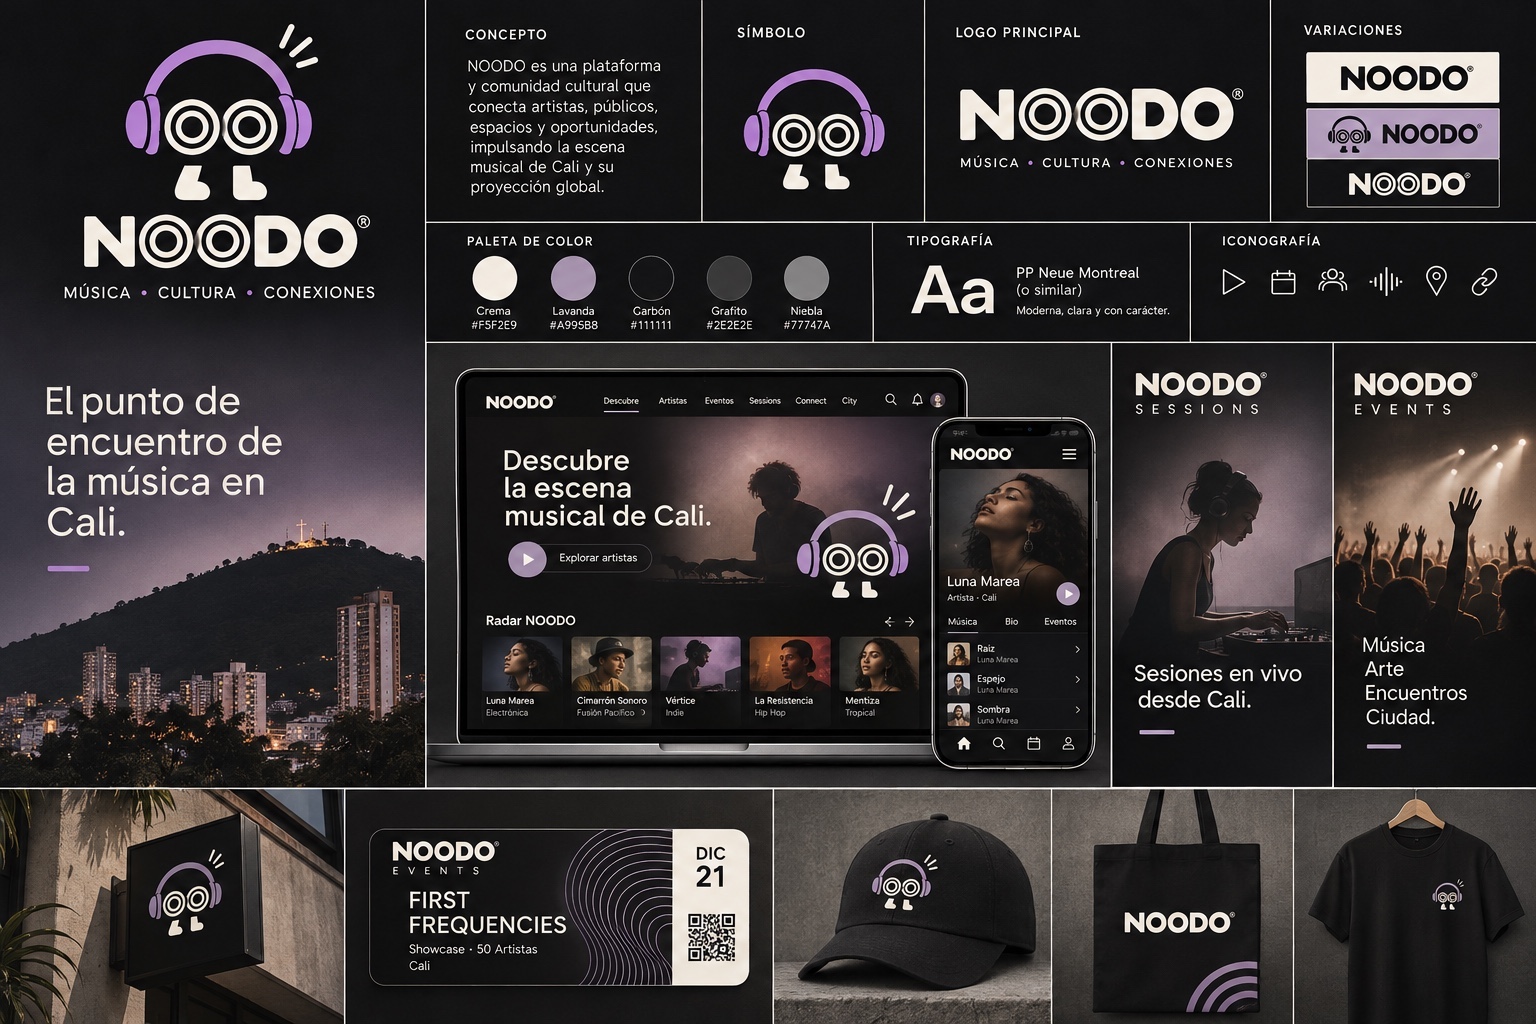 NOODO®
MÚSICA • CULTURA • CONEXIONES
El punto de
encuentro de
la música en
Cali.
CONCEPTO
NOODO es una plataforma
y comunidad cultural que
conecta artistas, públicos,
espacios y oportunidades,
impulsando la escena
musical de Cali y su
proyección global.
SÍMBOLO
LOGO PRINCIPAL
NOODO®
MÚSICA • CULTURA • CONEXIONES
VARIACIONES
NOODO®
NOODO®
NOODO®
PALETA DE COLOR
Crema
#F5F2E9
Lavanda
#A995B8
Carbón
#111111
Grafito
#2E2E2E
Niebla
#77747A
TIPOGRAFÍA
Aa
PP Neue Montreal
(o similar)
Moderna, clara y con carácter.
ICONOGRAFÍA
NOODO®
Descubre Artistas Eventos Sessions Connect City
Descubre
la escena
musical de Cali.
Explorar artistas
Radar NOODO
Luna Marea
Electrónica
Cimarrón Sonoro
Fusión Pacífico
Vértice
Indie
La Resistencia
Hip Hop
Mentiza
Tropical
NOODO®
Luna Marea
Artista · Cali
Música Bio Eventos
Raíz
Luna Marea
Espejo
Luna Marea
Sombra
Luna Marea
NOODO®
SESSIONS
Sesiones en vivo
desde Cali.
NOODO®
EVENTS
Música
Arte
Encuentros
Ciudad.
NOODO®
EVENTS
FIRST
FREQUENCIES
Showcase · 50 Artistas
Cali
DIC
21
NOODO®